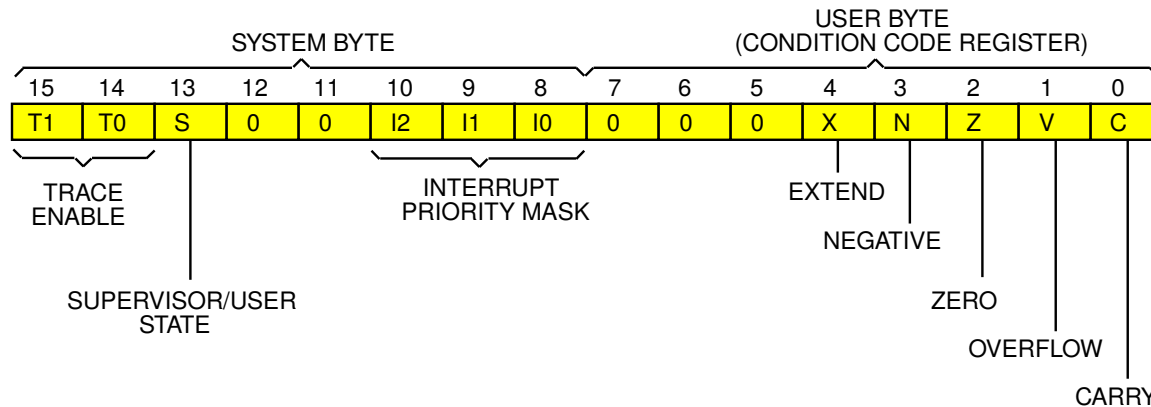 USER BYTE
SYSTEM BYTE (CONDITION CODE REGISTER)
15 14 13 12 11 10 9 8 7 6 5 4 3 2 1 0
T1 T0 S 0 0 I2 I1 I0 0 0 0 X N Z V C
TRACE
ENABLE
INTERRUPT
PRIORITY MASK
EXTEND
NEGATIVE
SUPERVISOR/USER
STATE
ZERO
OVERFLOW
CARRY